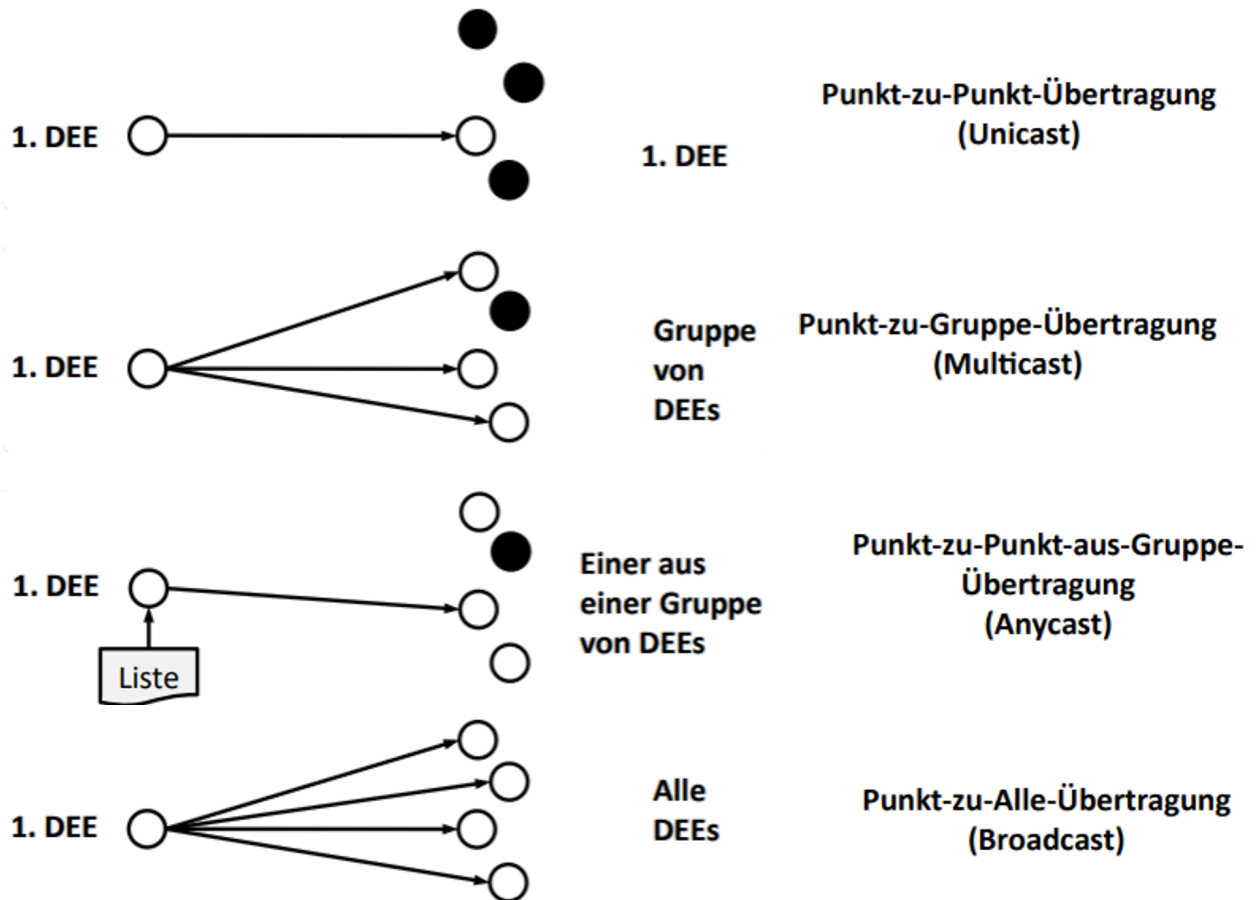 1. DEE
1. DEE
Punkt-zu-Punkt-Übertragung
(Unicast)
1. DEE
Gruppe
von
DEEs
Punkt-zu-Gruppe-Übertragung
(Multicast)
1. DEE
Liste
Einer aus
einer Gruppe
von DEEs
Punkt-zu-Punkt-aus-Gruppe-
Übertragung
(Anycast)
1. DEE
Alle
DEEs
Punkt-zu-Alle-Übertragung
(Broadcast)